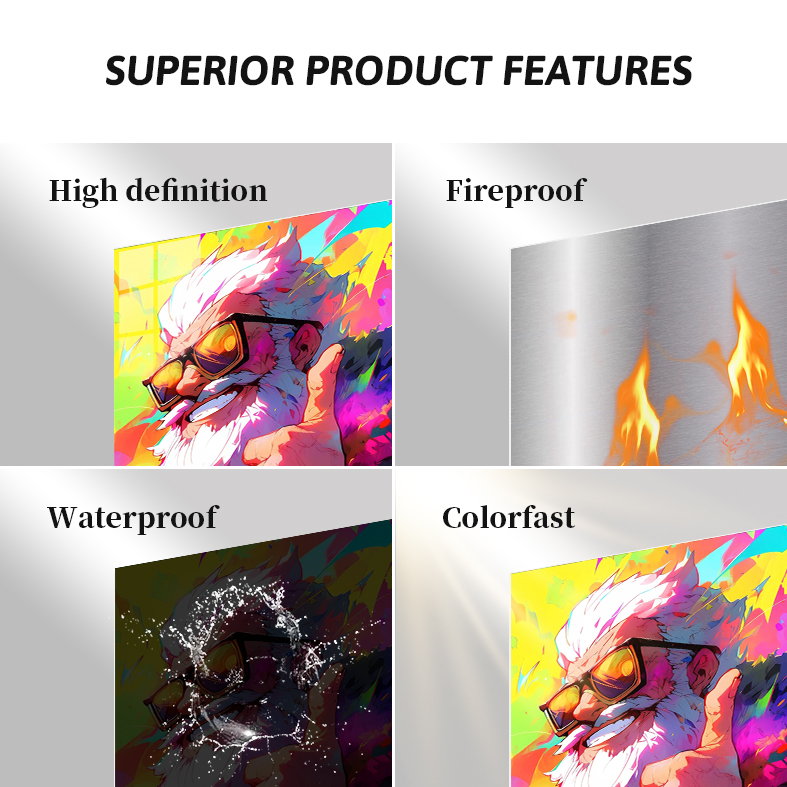 SUPERIOR PRODUCT FEATURES
High definition
Fireproof
Waterproof
Colorfast